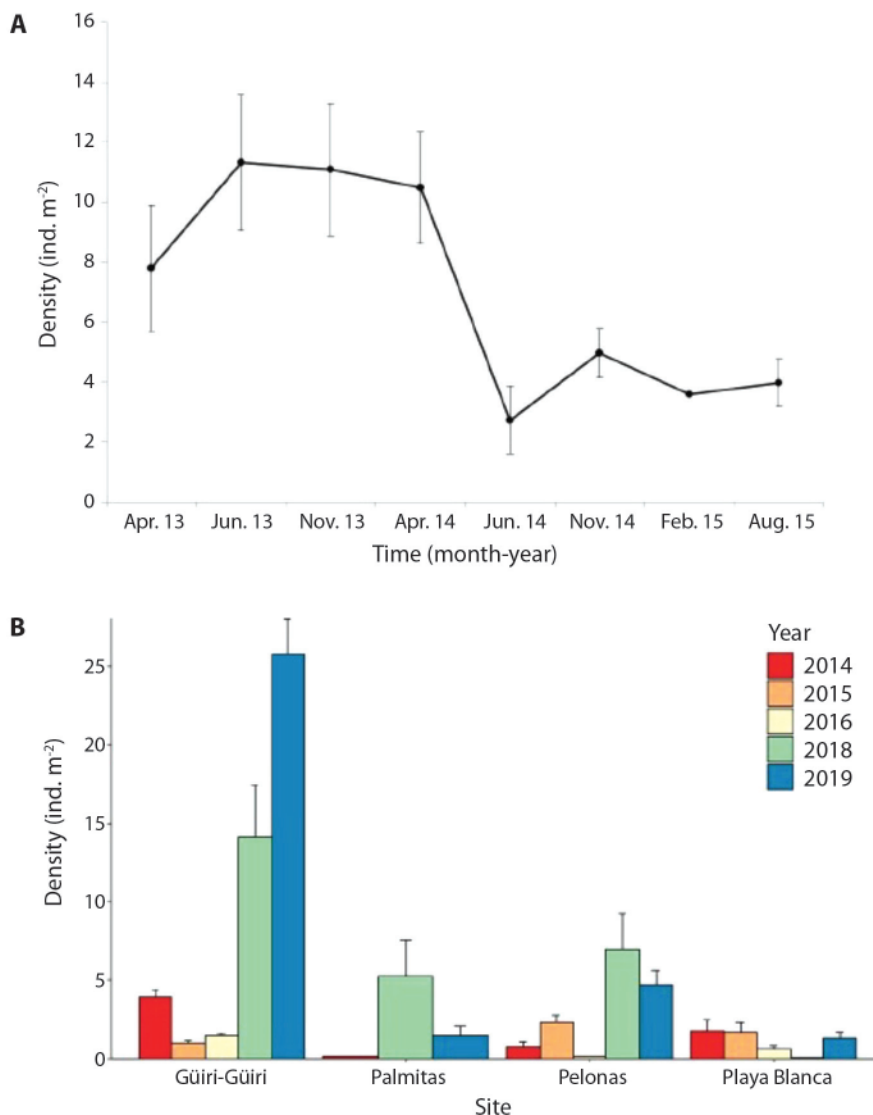 A
16
14
12
10
8
6
4
2
0
Density (ind. m-2)
Apr. 13 Jun. 13 Nov. 13 Apr. 14 Jun. 14 Nov. 14 Feb. 15 Aug. 15
Time (month-year)
B
25
20
15
10
5
0
Density (ind. m-2)
Year
2014
2015
2016
2018
2019
Güiri-Güiri Palmitas Pelonas Playa Blanca
Site